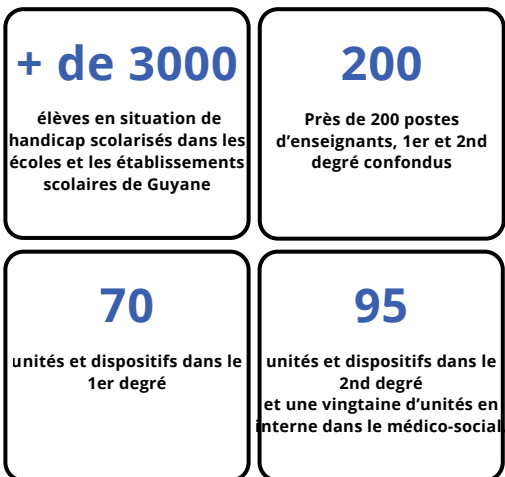 + de 3000
élèves en situation de
handicap scolarisés dans les
écoles et les établissements
scolaires de Guyane
200
Près de 200 postes
d’enseignants, 1er et 2nd
degré confondus
70
unités et dispositifs dans le
1er degré
95
unités et dispositifs dans le
2nd degré
et une vingtaine d’unités en
interne dans le médico-social.